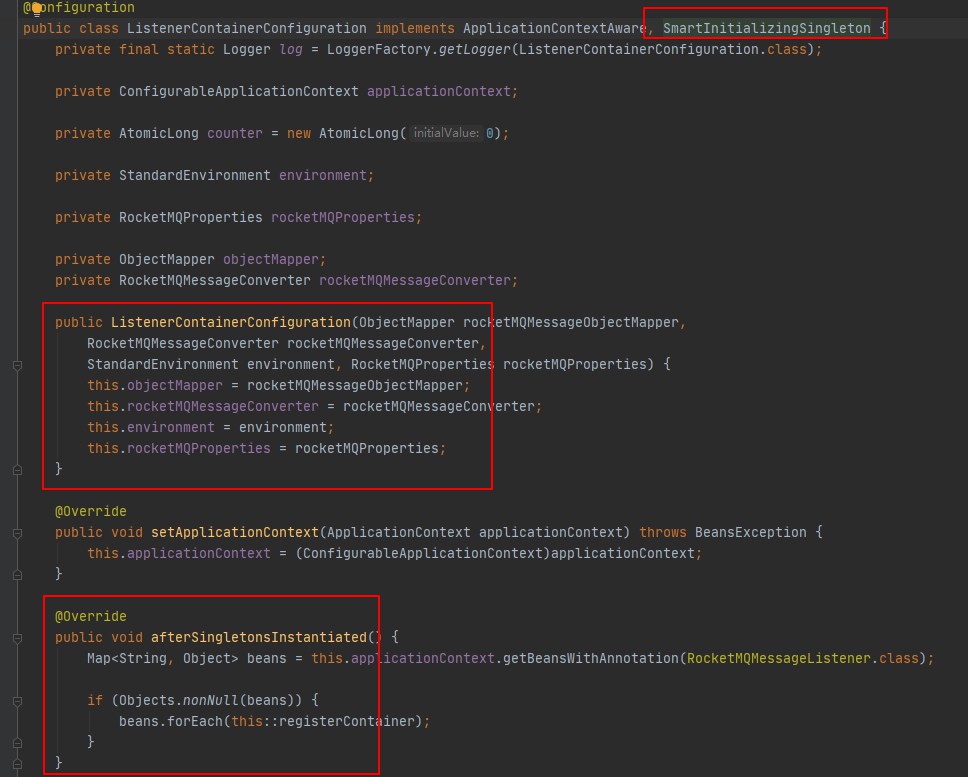 @Configuration
public class ListenerContainerConfiguration implements ApplicationContextAware, SmartInitializingSingleton {
private final static Logger log = LoggerFactory.getLogger(ListenerContainerConfiguration.class);
private ConfigurableApplicationContext applicationContext;
private AtomicLong counter = new AtomicLong( initialValue: 0);
private StandardEnvironment environment;
private RocketMQProperties rocketMQProperties;
private ObjectMapper objectMapper;
private RocketMQMessageConverter rocketMQMessageConverter;
public ListenerContainerConfiguration(ObjectMapper rocketMQMessageObjectMapper,
RocketMQMessageConverter rocketMQMessageConverter,
StandardEnvironment environment, RocketMQProperties rocketMQProperties) {
this.objectMapper = rocketMQMessageObjectMapper;
this.rocketMQMessageConverter = rocketMQMessageConverter;
this.environment = environment;
this.rocketMQProperties = rocketMQProperties;
}
@Override
public void setApplicationContext(ApplicationContext applicationContext) throws BeansException {
this.applicationContext = (ConfigurableApplicationContext)applicationContext;
}
@Override
public void afterSingletonsInstantiated() {
Map<String, Object> beans = this.applicationContext.getBeansWithAnnotation(RocketMQMessageListener.class);
if (Objects.nonNull(beans)) {
beans.forEach(this::registerContainer);
}
}